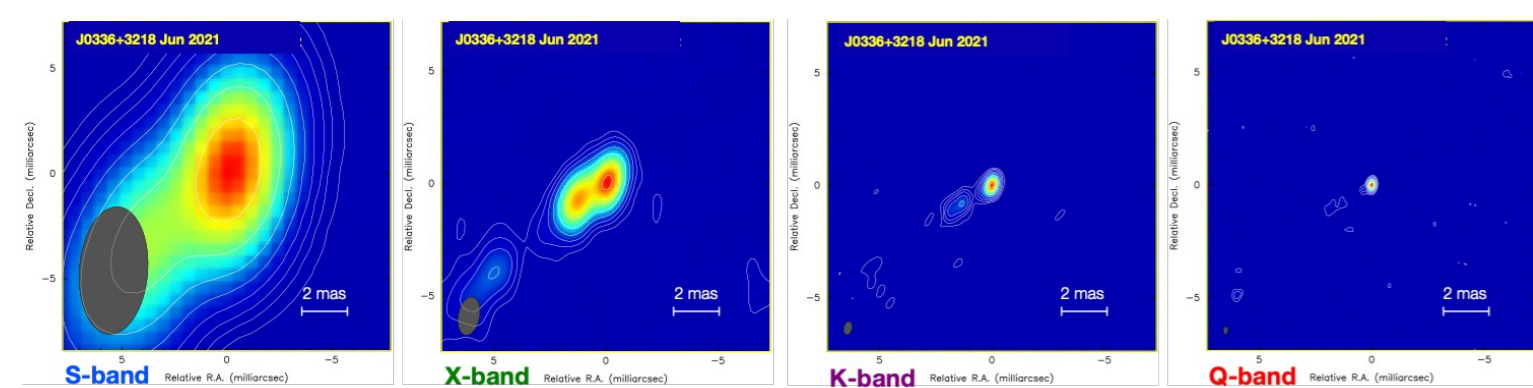 J0336+3218 Jun 2021
Relative Decl. (milliarcsec)
5
0
−5
2 mas
5
0
−5
S-band
Relative R.A. (milliarcsec)
J0336+3218 Jun 2021
Relative Decl. (milliarcsec)
5
0
−5
2 mas
5
0
−5
X-band
Relative R.A. (milliarcsec)
J0336+3218 Jun 2021
Relative Decl. (milliarcsec)
5
0
−5
2 mas
5
0
−5
K-band
Relative R.A. (milliarcsec)
J0336+3218 Jun 2021
Relative Decl. (milliarcsec)
5
0
−5
2 mas
5
0
−5
Q-band
Relative R.A. (milliarcsec)